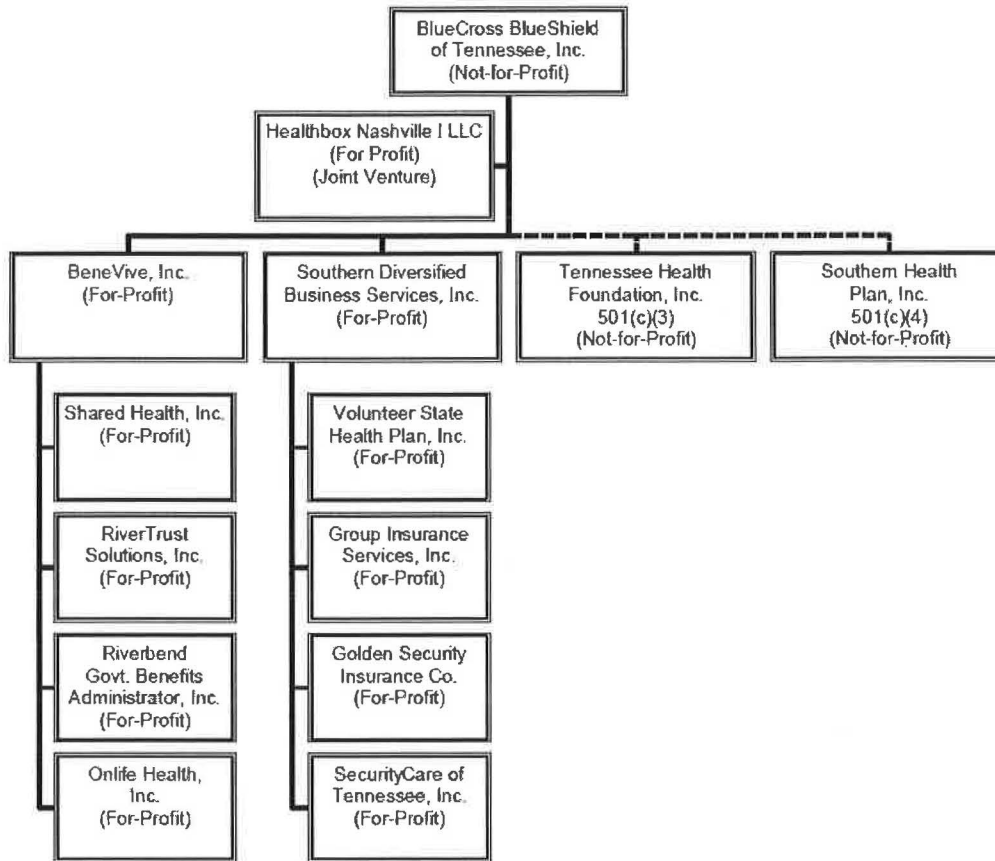 BlueCross BlueShield
of Tennessee, Inc.
(Not-for-Profit)
Healthbox Nashville I LLC
(For Profit)
(Joint Venture)
BeneVive, Inc.
(For-Profit)
Southern Diversified
Business Services, Inc.
(For-Profit)
Tennessee Health
Foundation, Inc.
501(c)(3)
(Not-for-Profit)
Southern Health
Plan, Inc.
501(c)(4)
(Not-for-Profit)
Shared Health, Inc.
(For-Profit)
RiverTrust
Solutions, Inc.
(For-Profit)
Riverbend
Govt. Benefits
Administrator, Inc.
(For-Profit)
Onlife Health,
Inc.
(For-Profit)
Volunteer State
Health Plan, Inc.
(For-Profit)
Group Insurance
Services, Inc.
(For-Profit)
Golden Security
Insurance Co.
(For-Profit)
SecurityCare of
Tennessee, Inc.
(For-Profit)